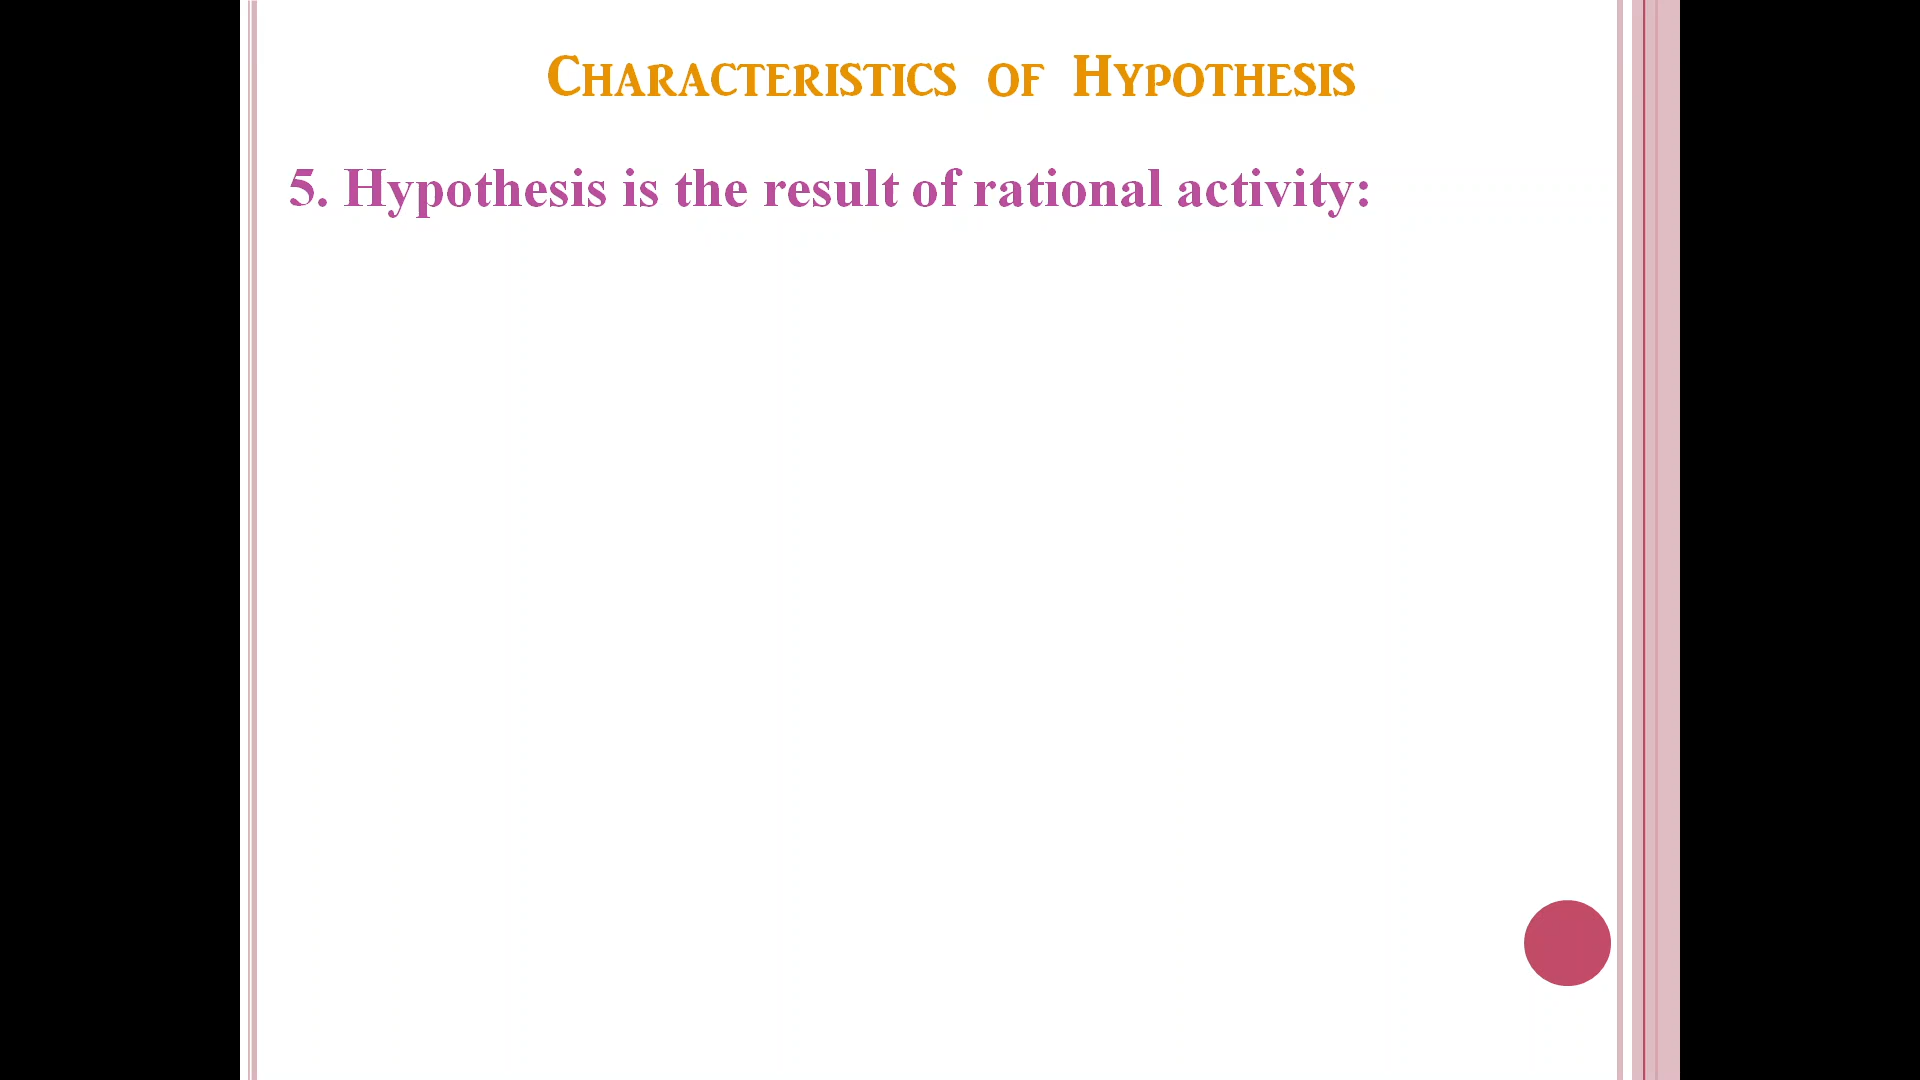 Characteristics of Hypothesis
5. Hypothesis is the result of rational activity: